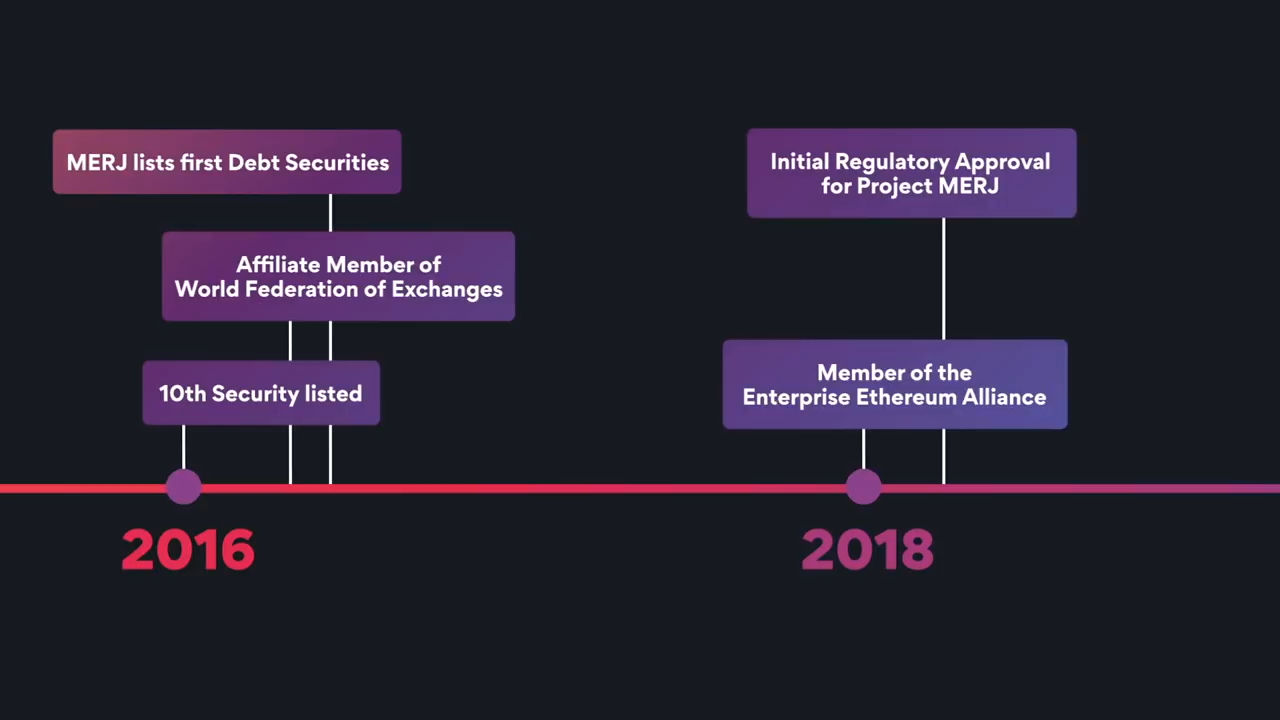 MERJ lists first Debt Securities
Affiliate Member of
World Federation of Exchanges
10th Security listed
2016
Initial Regulatory Approval
for Project MERJ
Member of the
Enterprise Ethereum Alliance
2018